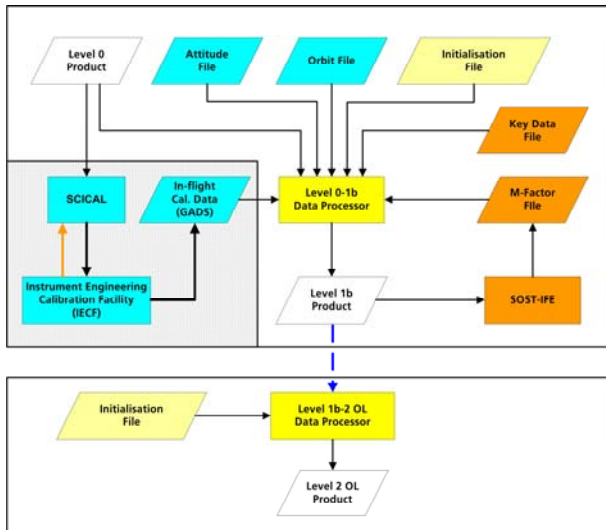 Level 0
Product
Attitude
File
Orbit File
Initialisation
File
Key Data
File
SCICAL
In-flight
Cal. Data
(GADS)
Level 0-1b
Data Processor
M-Factor
File
Instrument Engineering
Calibration Facility
(IECF)
Level 1b
Product
SOST-IFE
Initialisation
File
Level 1b-2 OL
Data Processor
Level 2 OL
Product